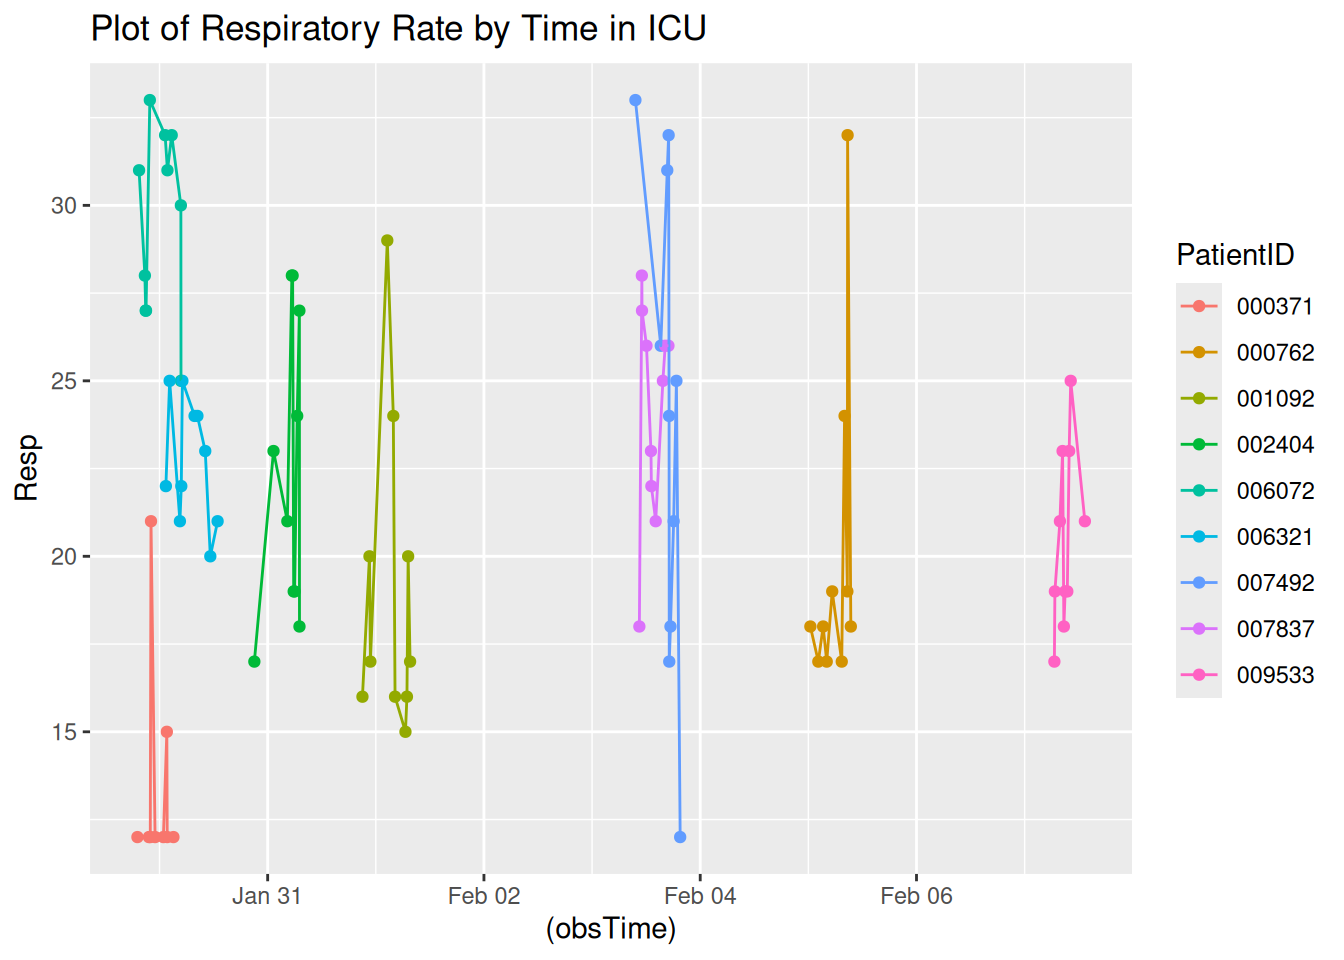 Plot of Respiratory Rate by Time in ICU
Resp
30
25
20
15
Jan 31
Feb 02
Feb 04
Feb 06
(obsTime)
PatientID
000371
000762
001092
002404
006072
006321
007492
007837
009533